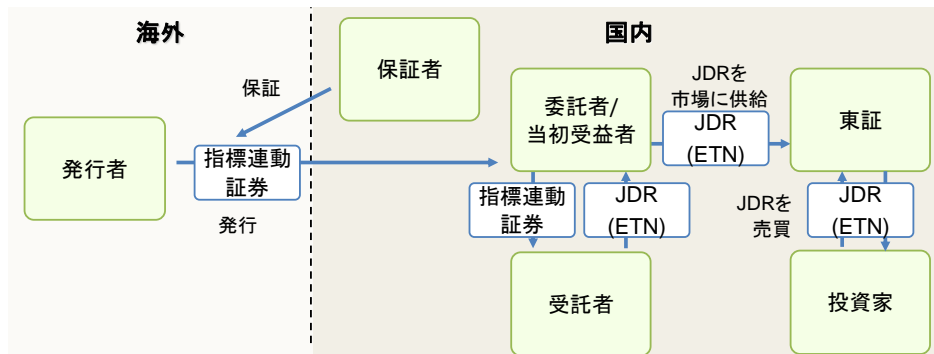 海外
国内
保証者
保証
発行者
指標連動
証券
発行
委託者/
当初受益者
JDRを
市場に供給
JDR
(ETN)
東証
指標連動
証券
JDR
(ETN)
JDRを
売買
JDR
(ETN)
受託者
投資家